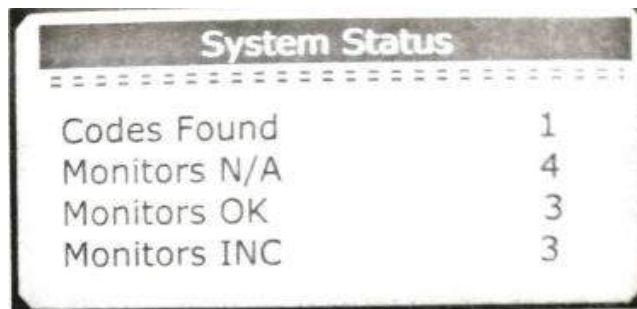 System Status
Codes Found 1
Monitors N/A 4
Monitors OK 3
Monitors INC 3